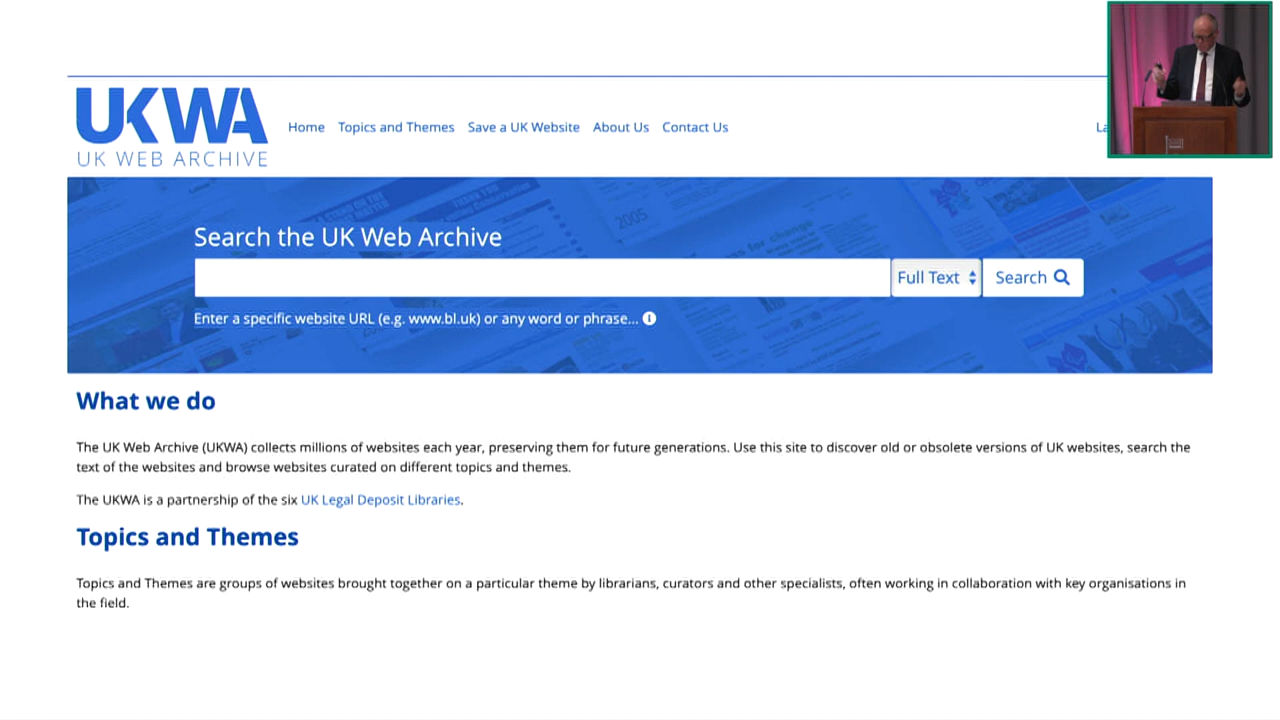 UKWA
UK WEB ARCHIVE
Home Topics and Themes Save a UK Website About Us Contact Us
2005
for change
Search the UK Web Archive
Full Text Search
Enter a specific website URL (e.g. www.bl.uk) or any word or phrase...
What we do
The UK Web Archive (UKWA) collects millions of websites each year, preserving them for future generations. Use this site to discover old or obsolete versions of UK websites, search the
text of the websites and browse websites curated on different topics and themes.
The UKWA is a partnership of the six UK Legal Deposit Libraries.
Topics and Themes
Topics and Themes are groups of websites brought together on a particular theme by librarians, curators and other specialists, often working in collaboration with key organisations in
the field.